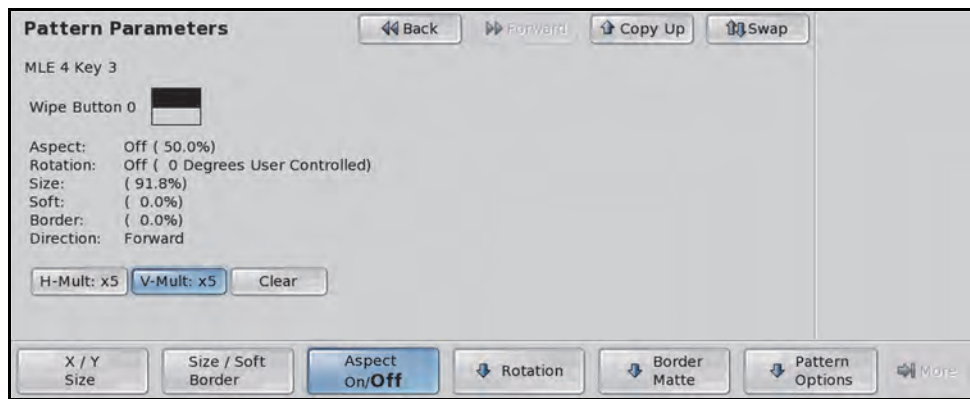 Pattern Parameters
Back
Forward
Copy Up
Swap
MLE 4 Key 3
Wipe Button 0
Aspect: Off ( 50.0%)
Rotation: Off ( 0 Degrees User Controlled)
Size: ( 91.8%)
Soft: ( 0.0%)
Border: ( 0.0%)
Direction: Forward
H-Mult: x5
V-Mult: x5
Clear
X / Y
Size
Size / Soft
Border
Aspect
On/Off
Rotation
Border
Matte
Pattern
Options
More